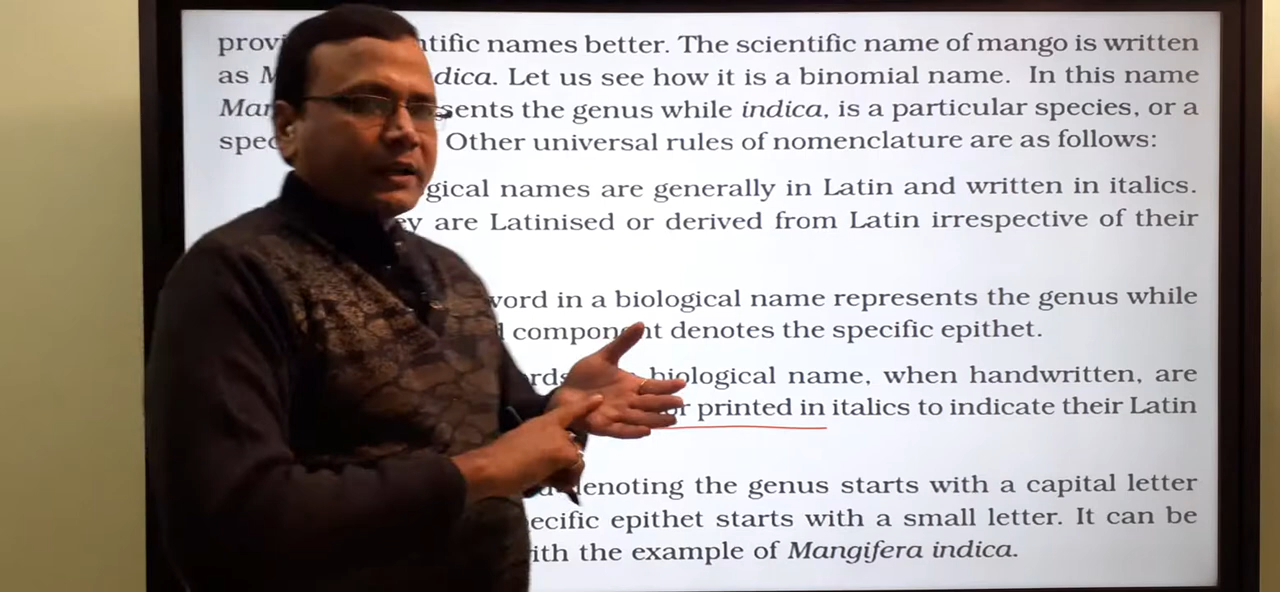 tific names better. The scientific name of mango is written
as dica. Let us see how it is a binomial name. In this name
sents the genus while indica, is a particular species, or a
Other universal rules of nomenclature are as follows:
gical names are generally in Latin and written in italics.
are Latinised or derived from Latin irrespective of their
word in a biological name represents the genus while
component denotes the specific epithet.
biological name, when handwritten, are
or printed in italics to indicate their Latin
denoting the genus starts with a capital letter
ecific epithet starts with a small letter. It can be
ith the example of Mangifera indica.